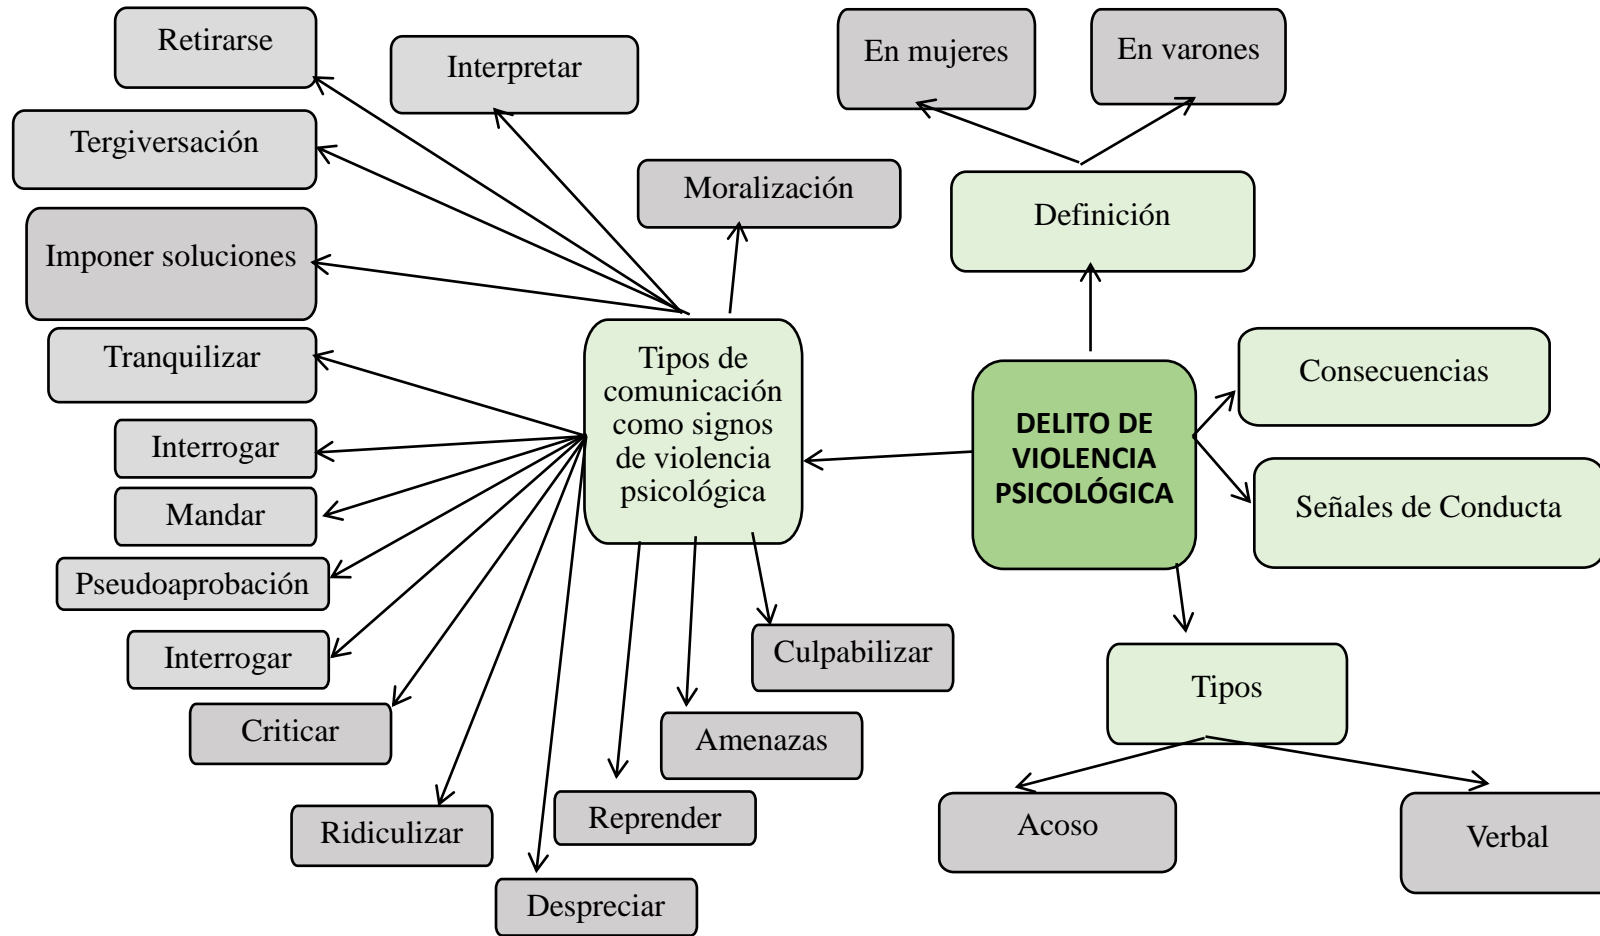 Retirarse
Interpretar
En mujeres
En varones
Tergiversación
Moralización
Definición
Imponer soluciones
Tranquilizar
Tipos de
comunicación
como signos
de violencia
psicológica
DELITO DE
VIOLENCIA
PSICOLÓGICA
Consecuencias
Señales de Conducta
Interrogar
Mandar
Pseudoaprobación
Interrogar
Culpabilizar
Tipos
Criticar
Amenazas
Ridiculizar
Reprender
Acoso
Verbal
Despreciar